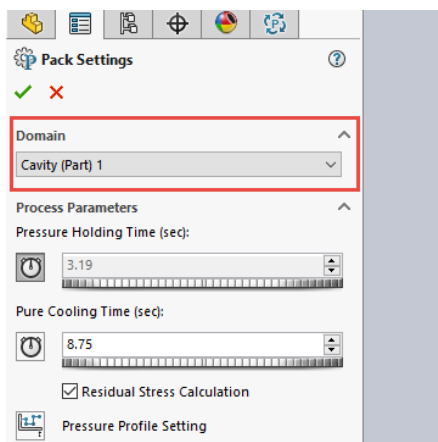 Pack Settings
Domain
Cavity (Part) 1
Process Parameters
Pressure Holding Time (sec):
3.19
Pure Cooling Time (sec):
8.75
Residual Stress Calculation
Pressure Profile Setting